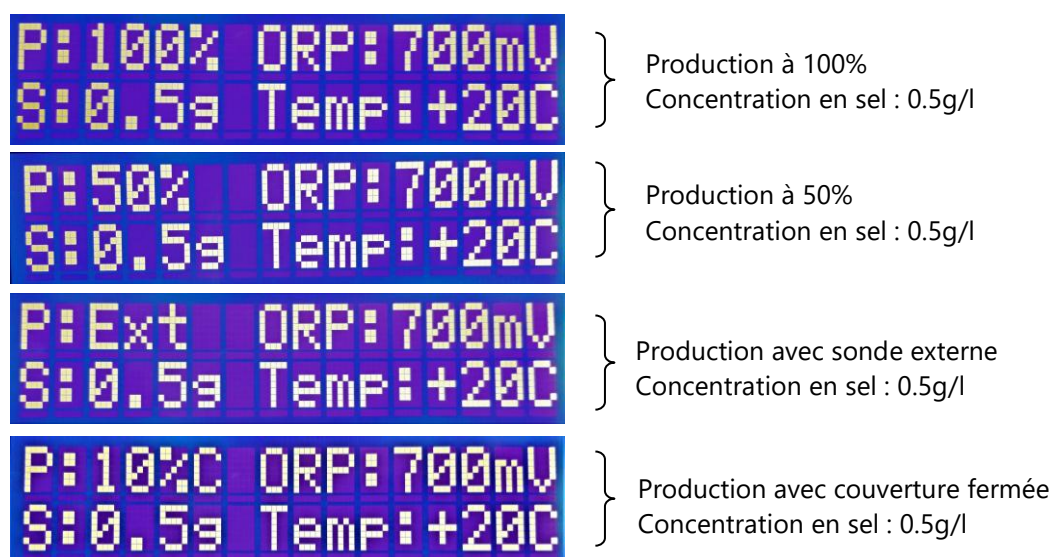 P:100% ORP:700mV
S:0.5g Temp:+20C
Production à 100%
Concentration en sel : 0.5g/l
P:50% ORP:700mV
S:0.5g Temp:+20C
Production à 50%
Concentration en sel : 0.5g/l
P:Ext ORP:700mV
S:0.5g Temp:+20C
Production avec sonde externe
Concentration en sel : 0.5g/l
P:10%C ORP:700mV
S:0.5g Temp:+20C
Production avec couverture fermée
Concentration en sel : 0.5g/l